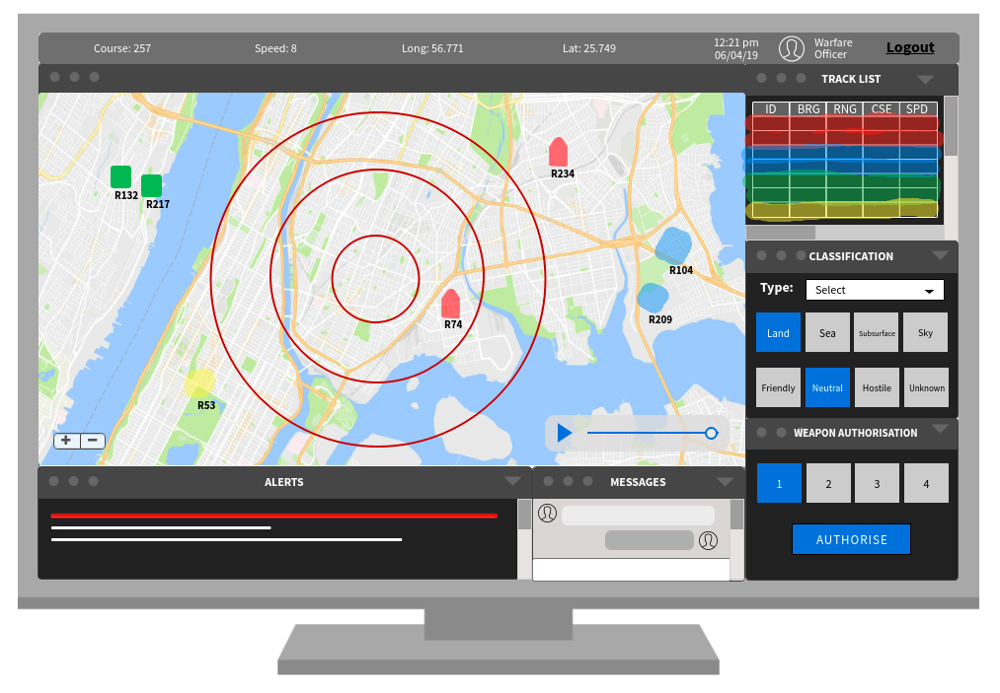 Course: 257
Speed: 8
Long: 56.771
Lat: 25.749
12:21 pm
06/04/19
Warfare
Officer
Logout
TRACK LIST
ID BRG RNG CSE SPD
R234
R132
R217
R104
R209
R74
R53
+ −
CLASSIFICATION
Type: Select
Land Sea Subsurface Sky
Friendly Neutral Hostile Unknown
WEAPON AUTHORISATION
1 2 3 4
AUTHORISE
ALERTS
MESSAGES